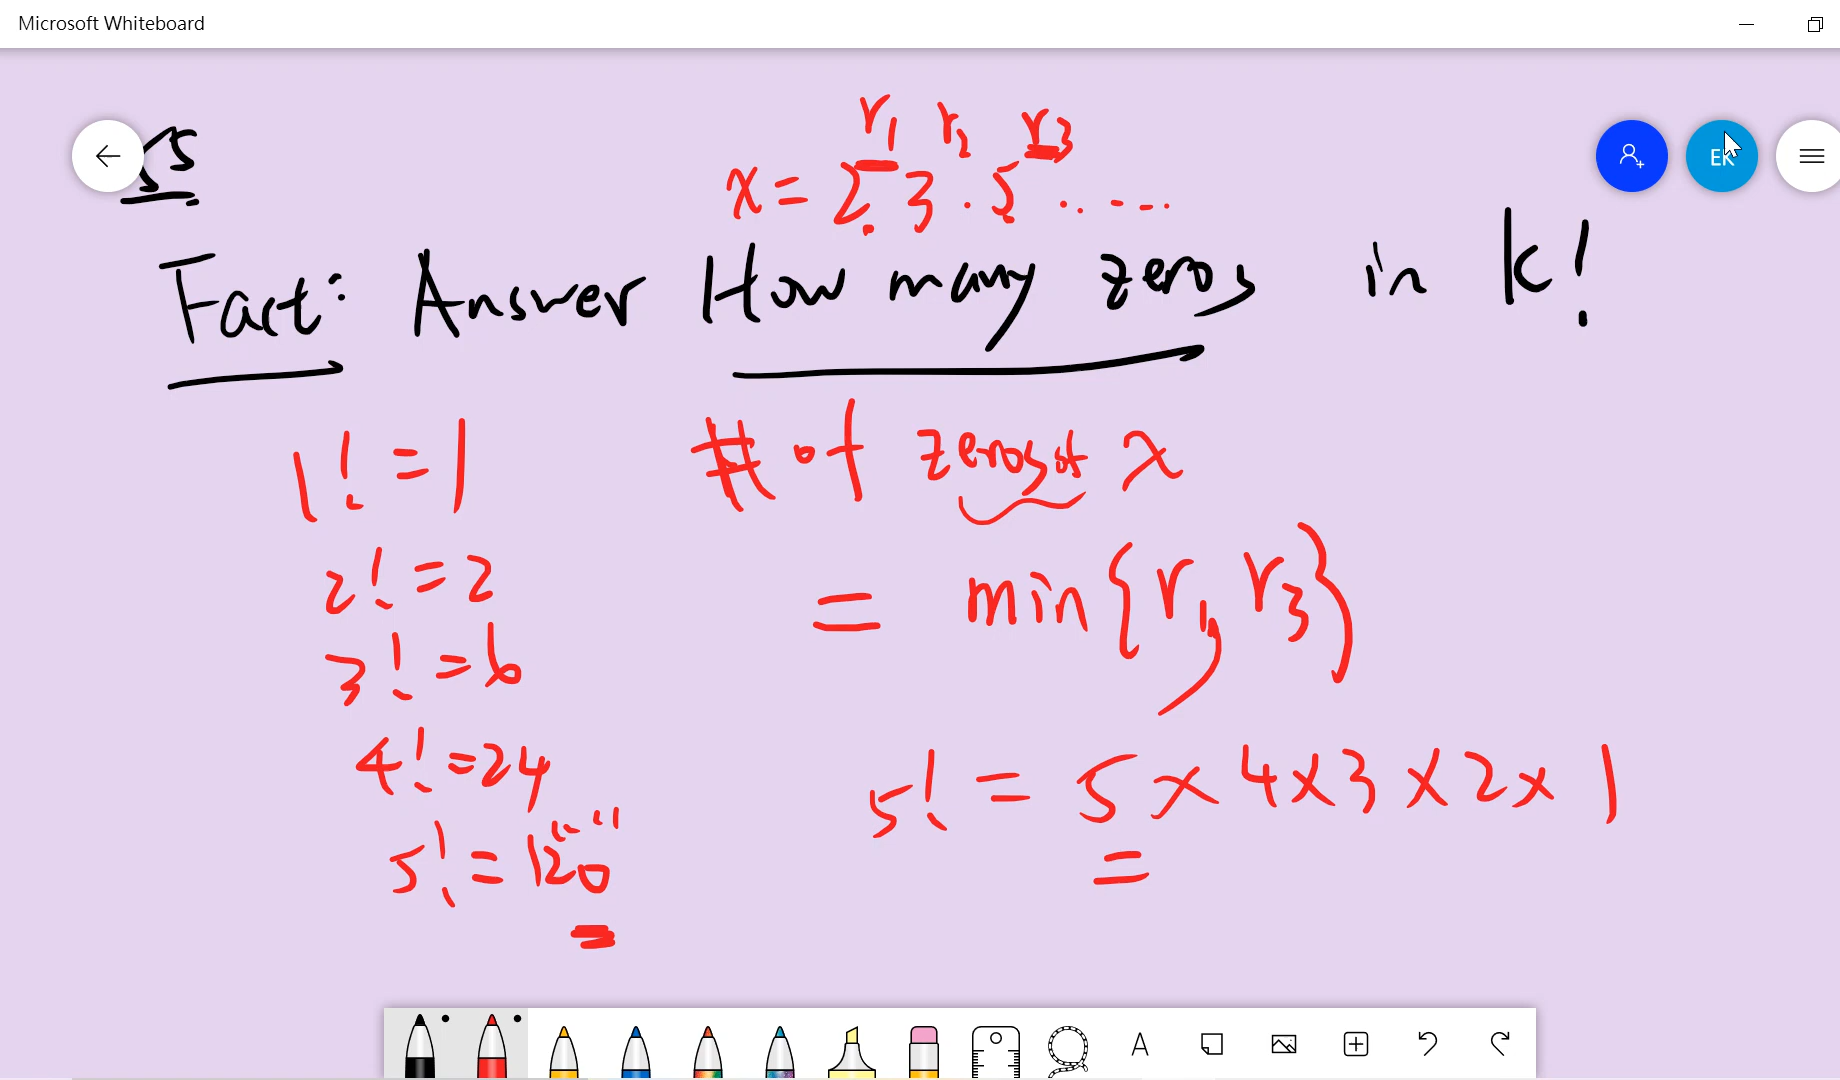 Microsoft Whiteboard
r1 r2 r3
x = 2 . 3 . 5 . . - - .
Fact: Answer How many zeros in k!
1! = 1
# of zeros of x
2! = 2
= min{r1, r3}
3! = 6
4! = 24
5! = 5 x 4 x 3 x 2 x 1
=
5! = 120
EK
A